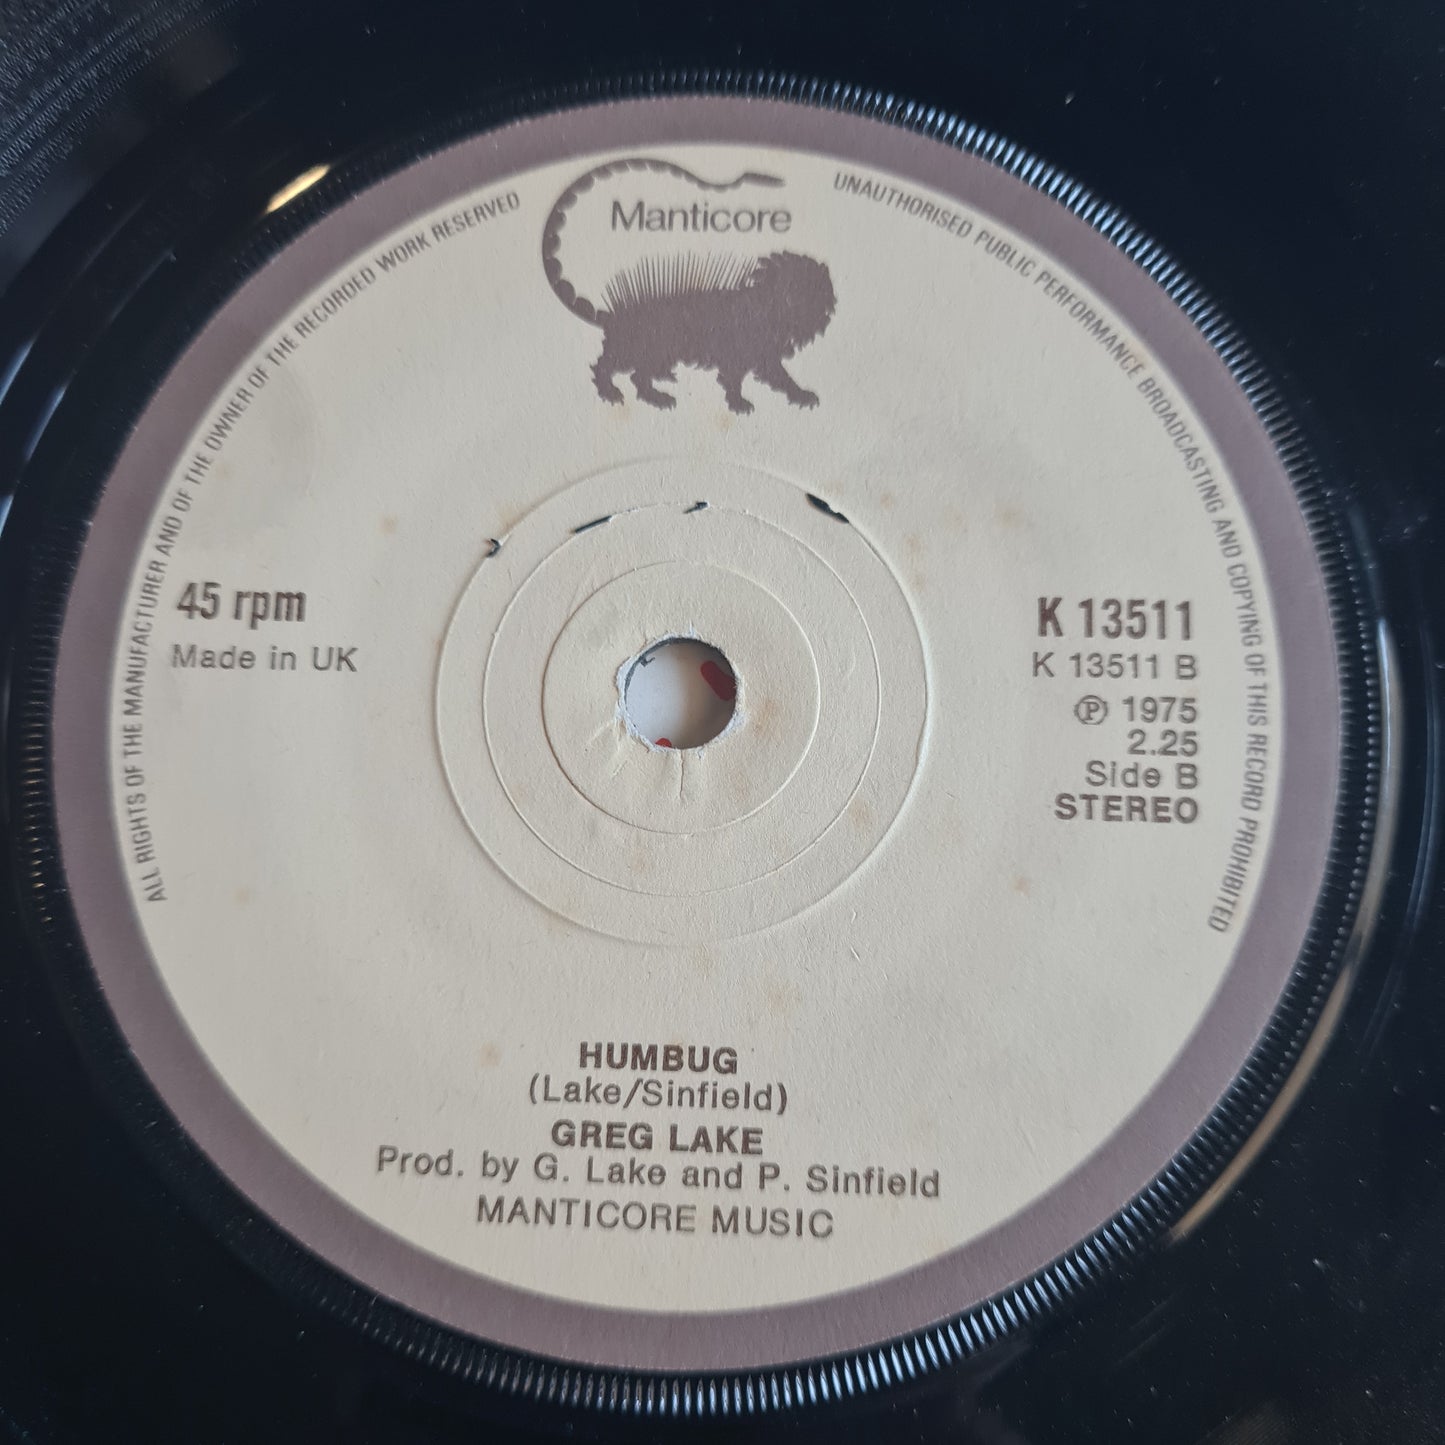 Manticore
ALL RIGHTS OF THE MANUFACTURER AND OF THE OWNER OF THE RECORDED WORK RESERVED
UNAUTHORISED PUBLIC PERFORMANCE BROADCASTING AND COPYING OF THIS RECORD PROHIBITED
45 rpm
Made in UK
K 13511
K 13511 B
Ⓟ 1975
2.25
Side B
STEREO
HUMBUG
(Lake/Sinfield)
GREG LAKE
Prod. by G. Lake and P. Sinfield
MANTICORE MUSIC